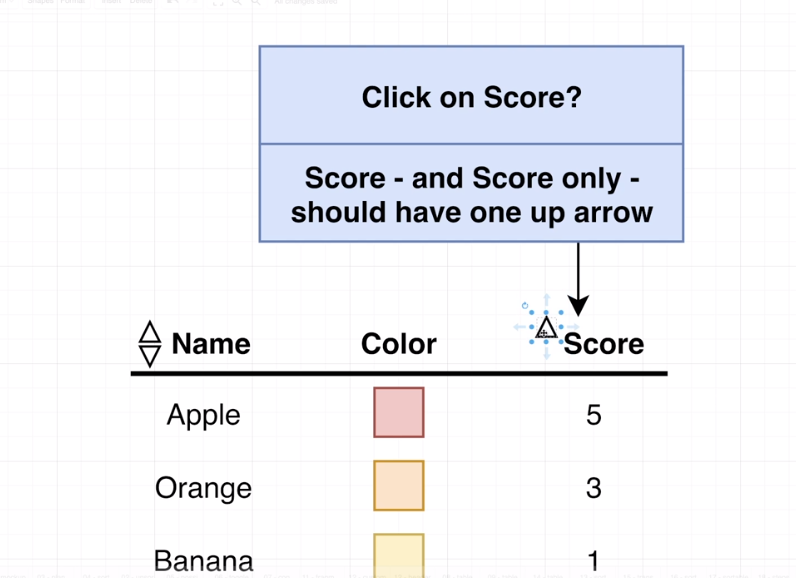 Click on Score?
Score - and Score only -
should have one up arrow
Name Color Score
Apple 5
Orange 3
Banana 1